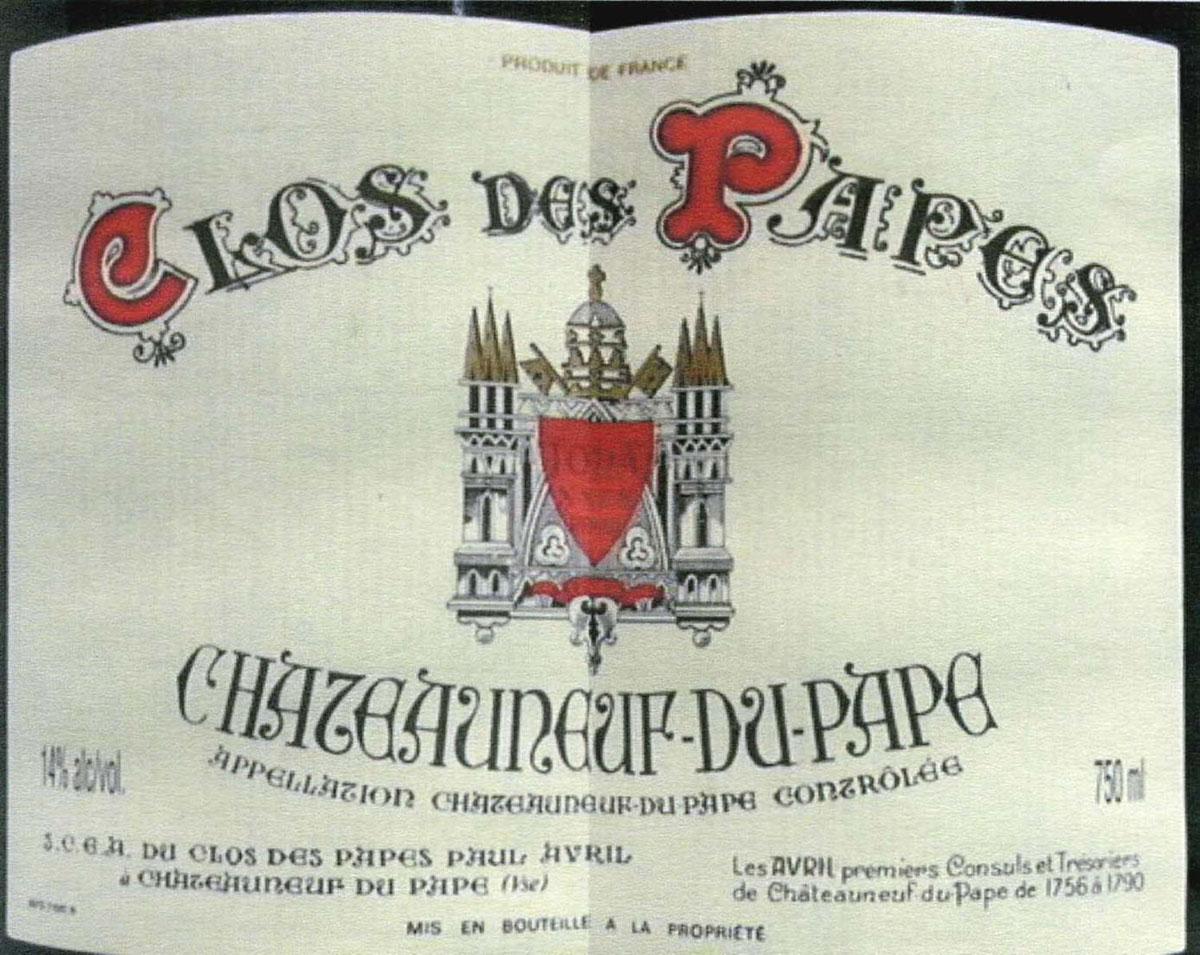 PRODUIT DE FRANCE
CLOS DES PAPES
CHATEAUNEUF-DU-PAPE
14% alc/vol.
750 ml
APPELLATION CHATEAUNEUF-DU-PAPE CONTRÔLÉE
S.C.E.A. DU CLOS DES PAPES PAUL AVRIL
à CHATEAUNEUF DU PAPE (Vse)
Les AVRIL premiers Consuls et Trésoriers
de Châteauneuf-du-Pape de 1756 à 1790
MIS EN BOUTEILLE A LA PROPRIÉTÉ